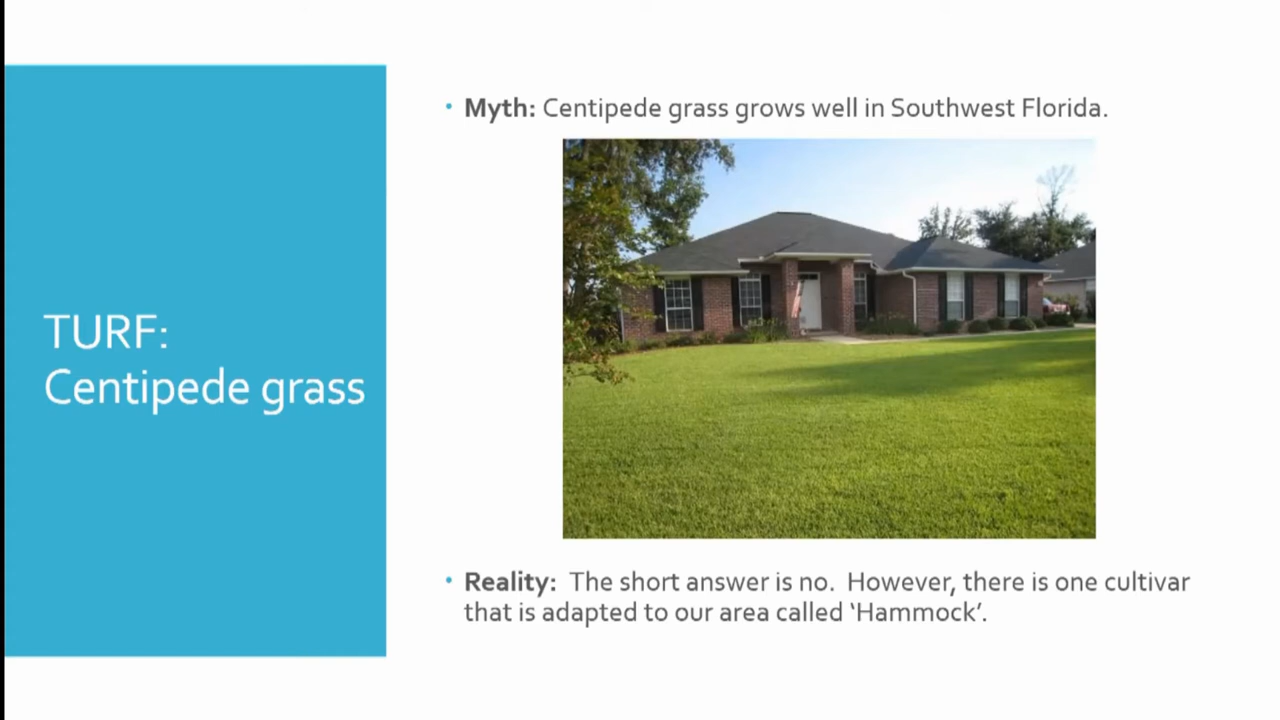 TURF:
Centipede grass
• Myth: Centipede grass grows well in Southwest Florida.
• Reality:  The short answer is no.  However, there is one cultivar
that is adapted to our area called ‘Hammock’.